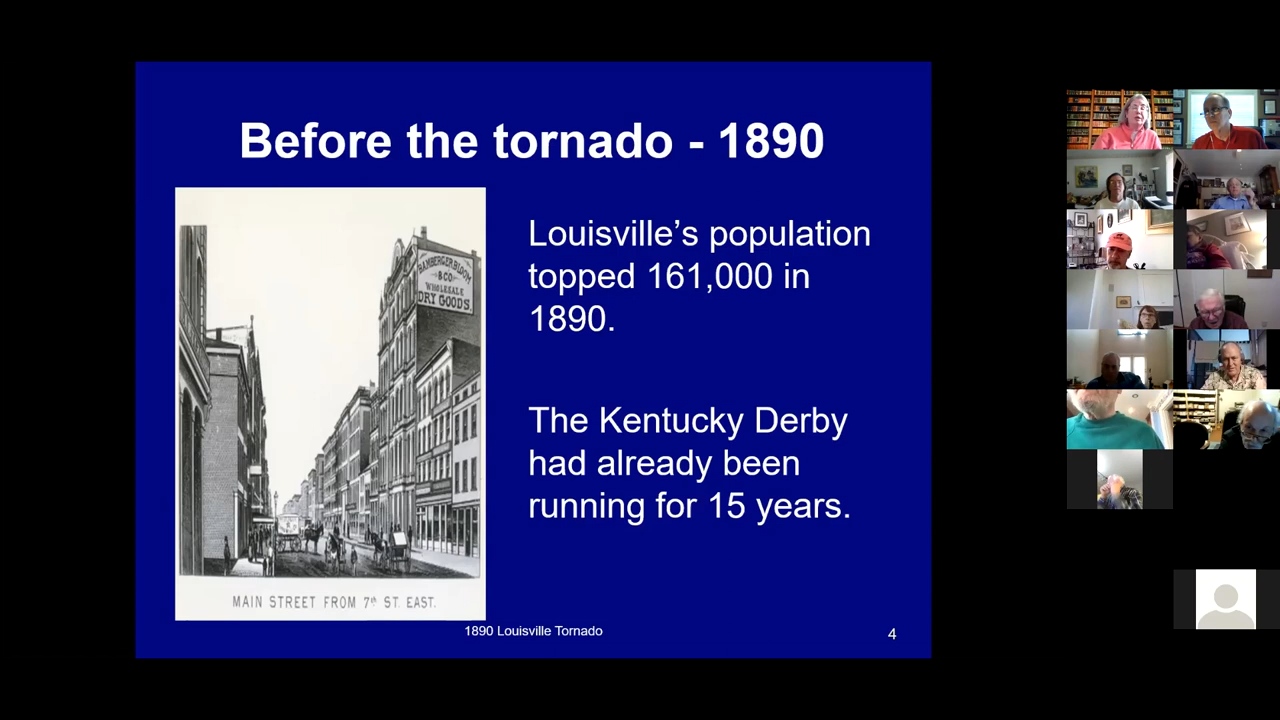 Before the tornado - 1890
BAMBERGER, BLOOM
& CO.
WHOLESALE
DRY GOODS.
MAIN STREET FROM 7th ST. EAST.
Louisville’s population
topped 161,000 in
1890.
The Kentucky Derby
had already been
running for 15 years.
1890 Louisville Tornado
4